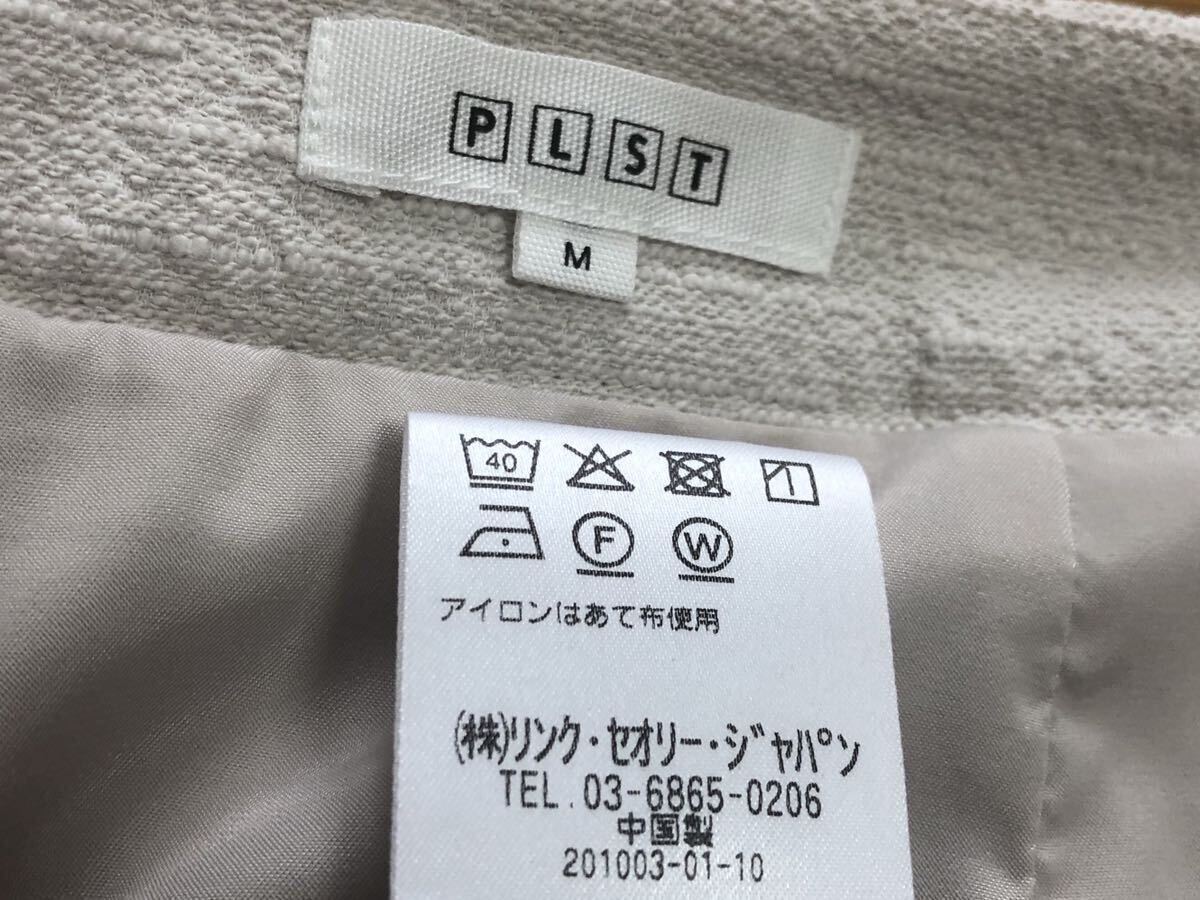 PLST
M
40
F W
アイロンはあて布使用
(株)リンク・セオリー・ジャパン
TEL.03-6865-0206
中国製
201003-01-10